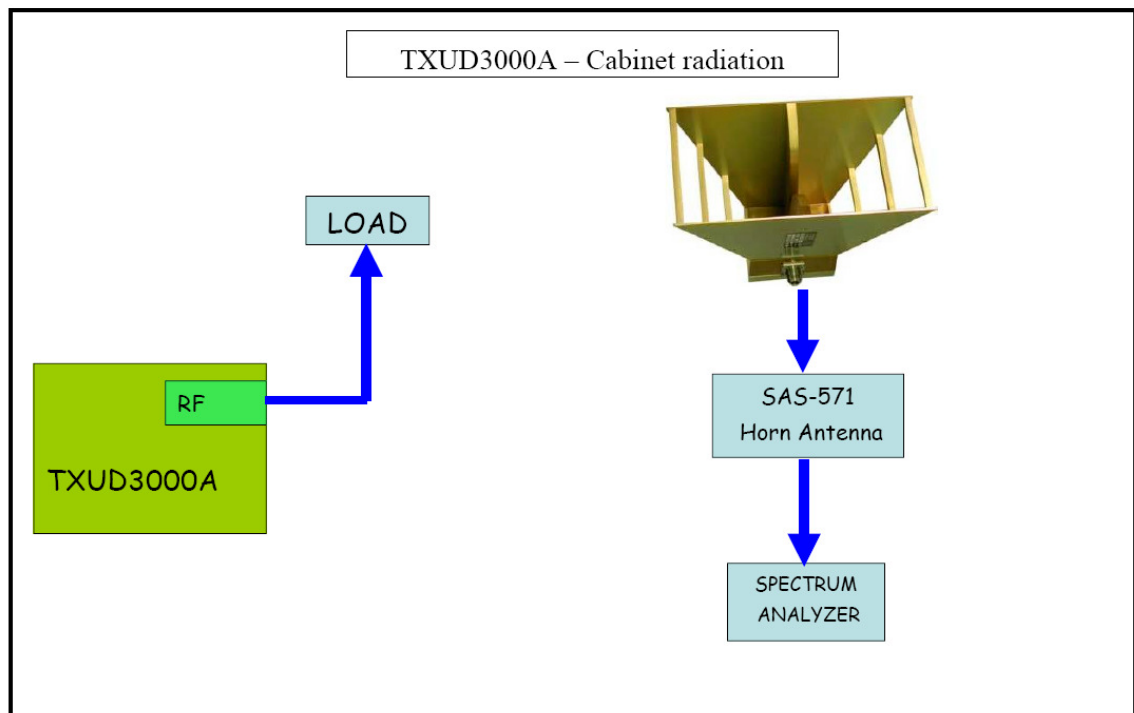 TXUD3000A – Cabinet radiation
LOAD
RF
TXUD3000A
SAS-571
Horn Antenna
SPECTRUM
ANALYZER